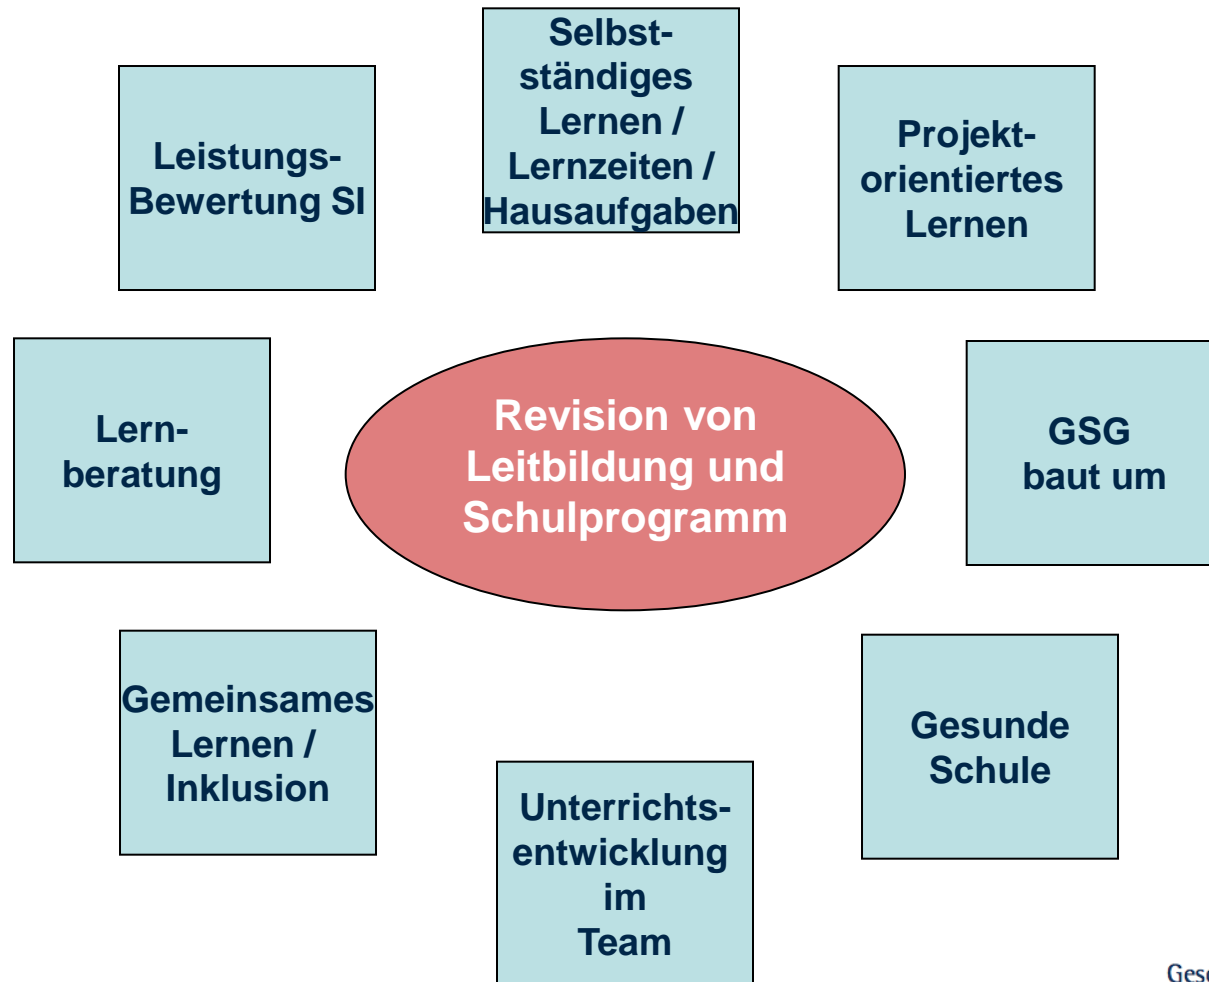 Selbst-
ständiges
Lernen /
Lernzeiten /
Hausaufgaben
Leistungs-
Bewertung SI
Projekt-
orientiertes
Lernen
Lern-
beratung
Revision von
Leitbildung und
Schulprogramm
GSG
baut um
Gemeinsames
Lernen /
Inklusion
Gesunde
Schule
Unterrichts-
entwicklung
im
Team